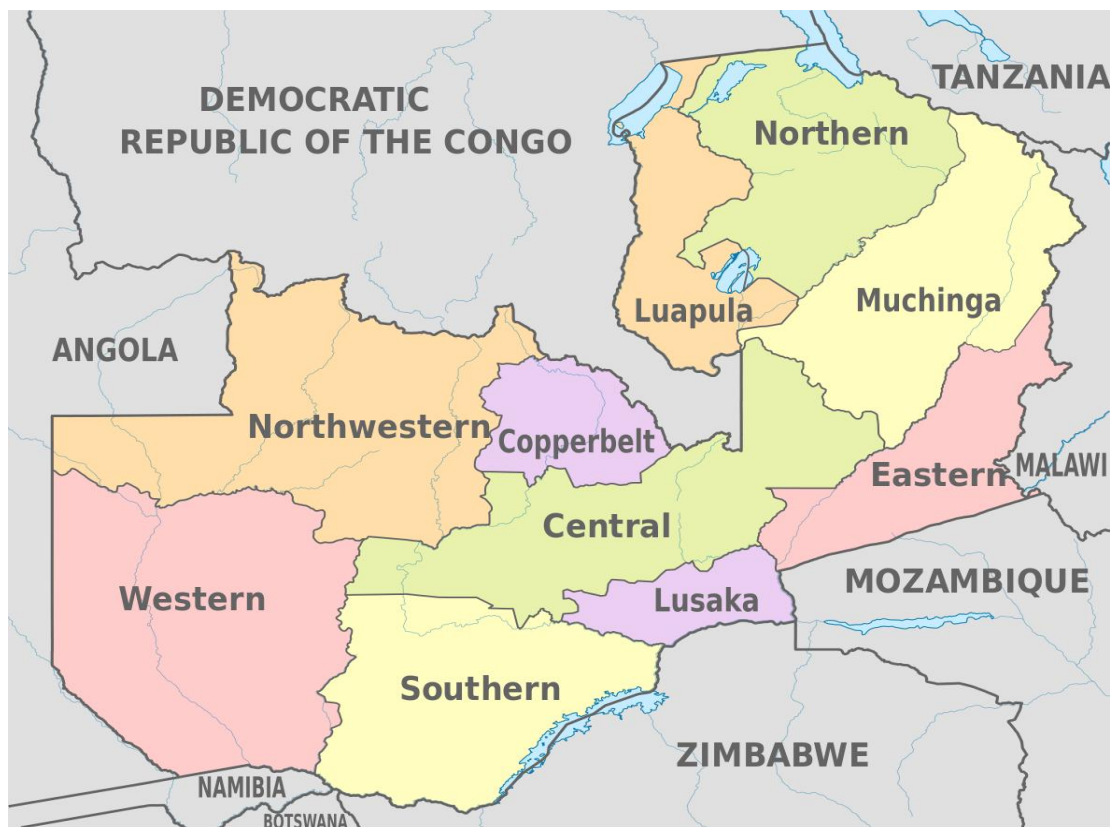 DEMOCRATIC
REPUBLIC OF THE CONGO
TANZANIA
Northern
Muchinga
Luapula
ANGOLA
Northwestern
Copperbelt
Eastern
MALAWI
Central
MOZAMBIQUE
Western
Lusaka
Southern
ZIMBABWE
NAMIBIA
BOTSWANA